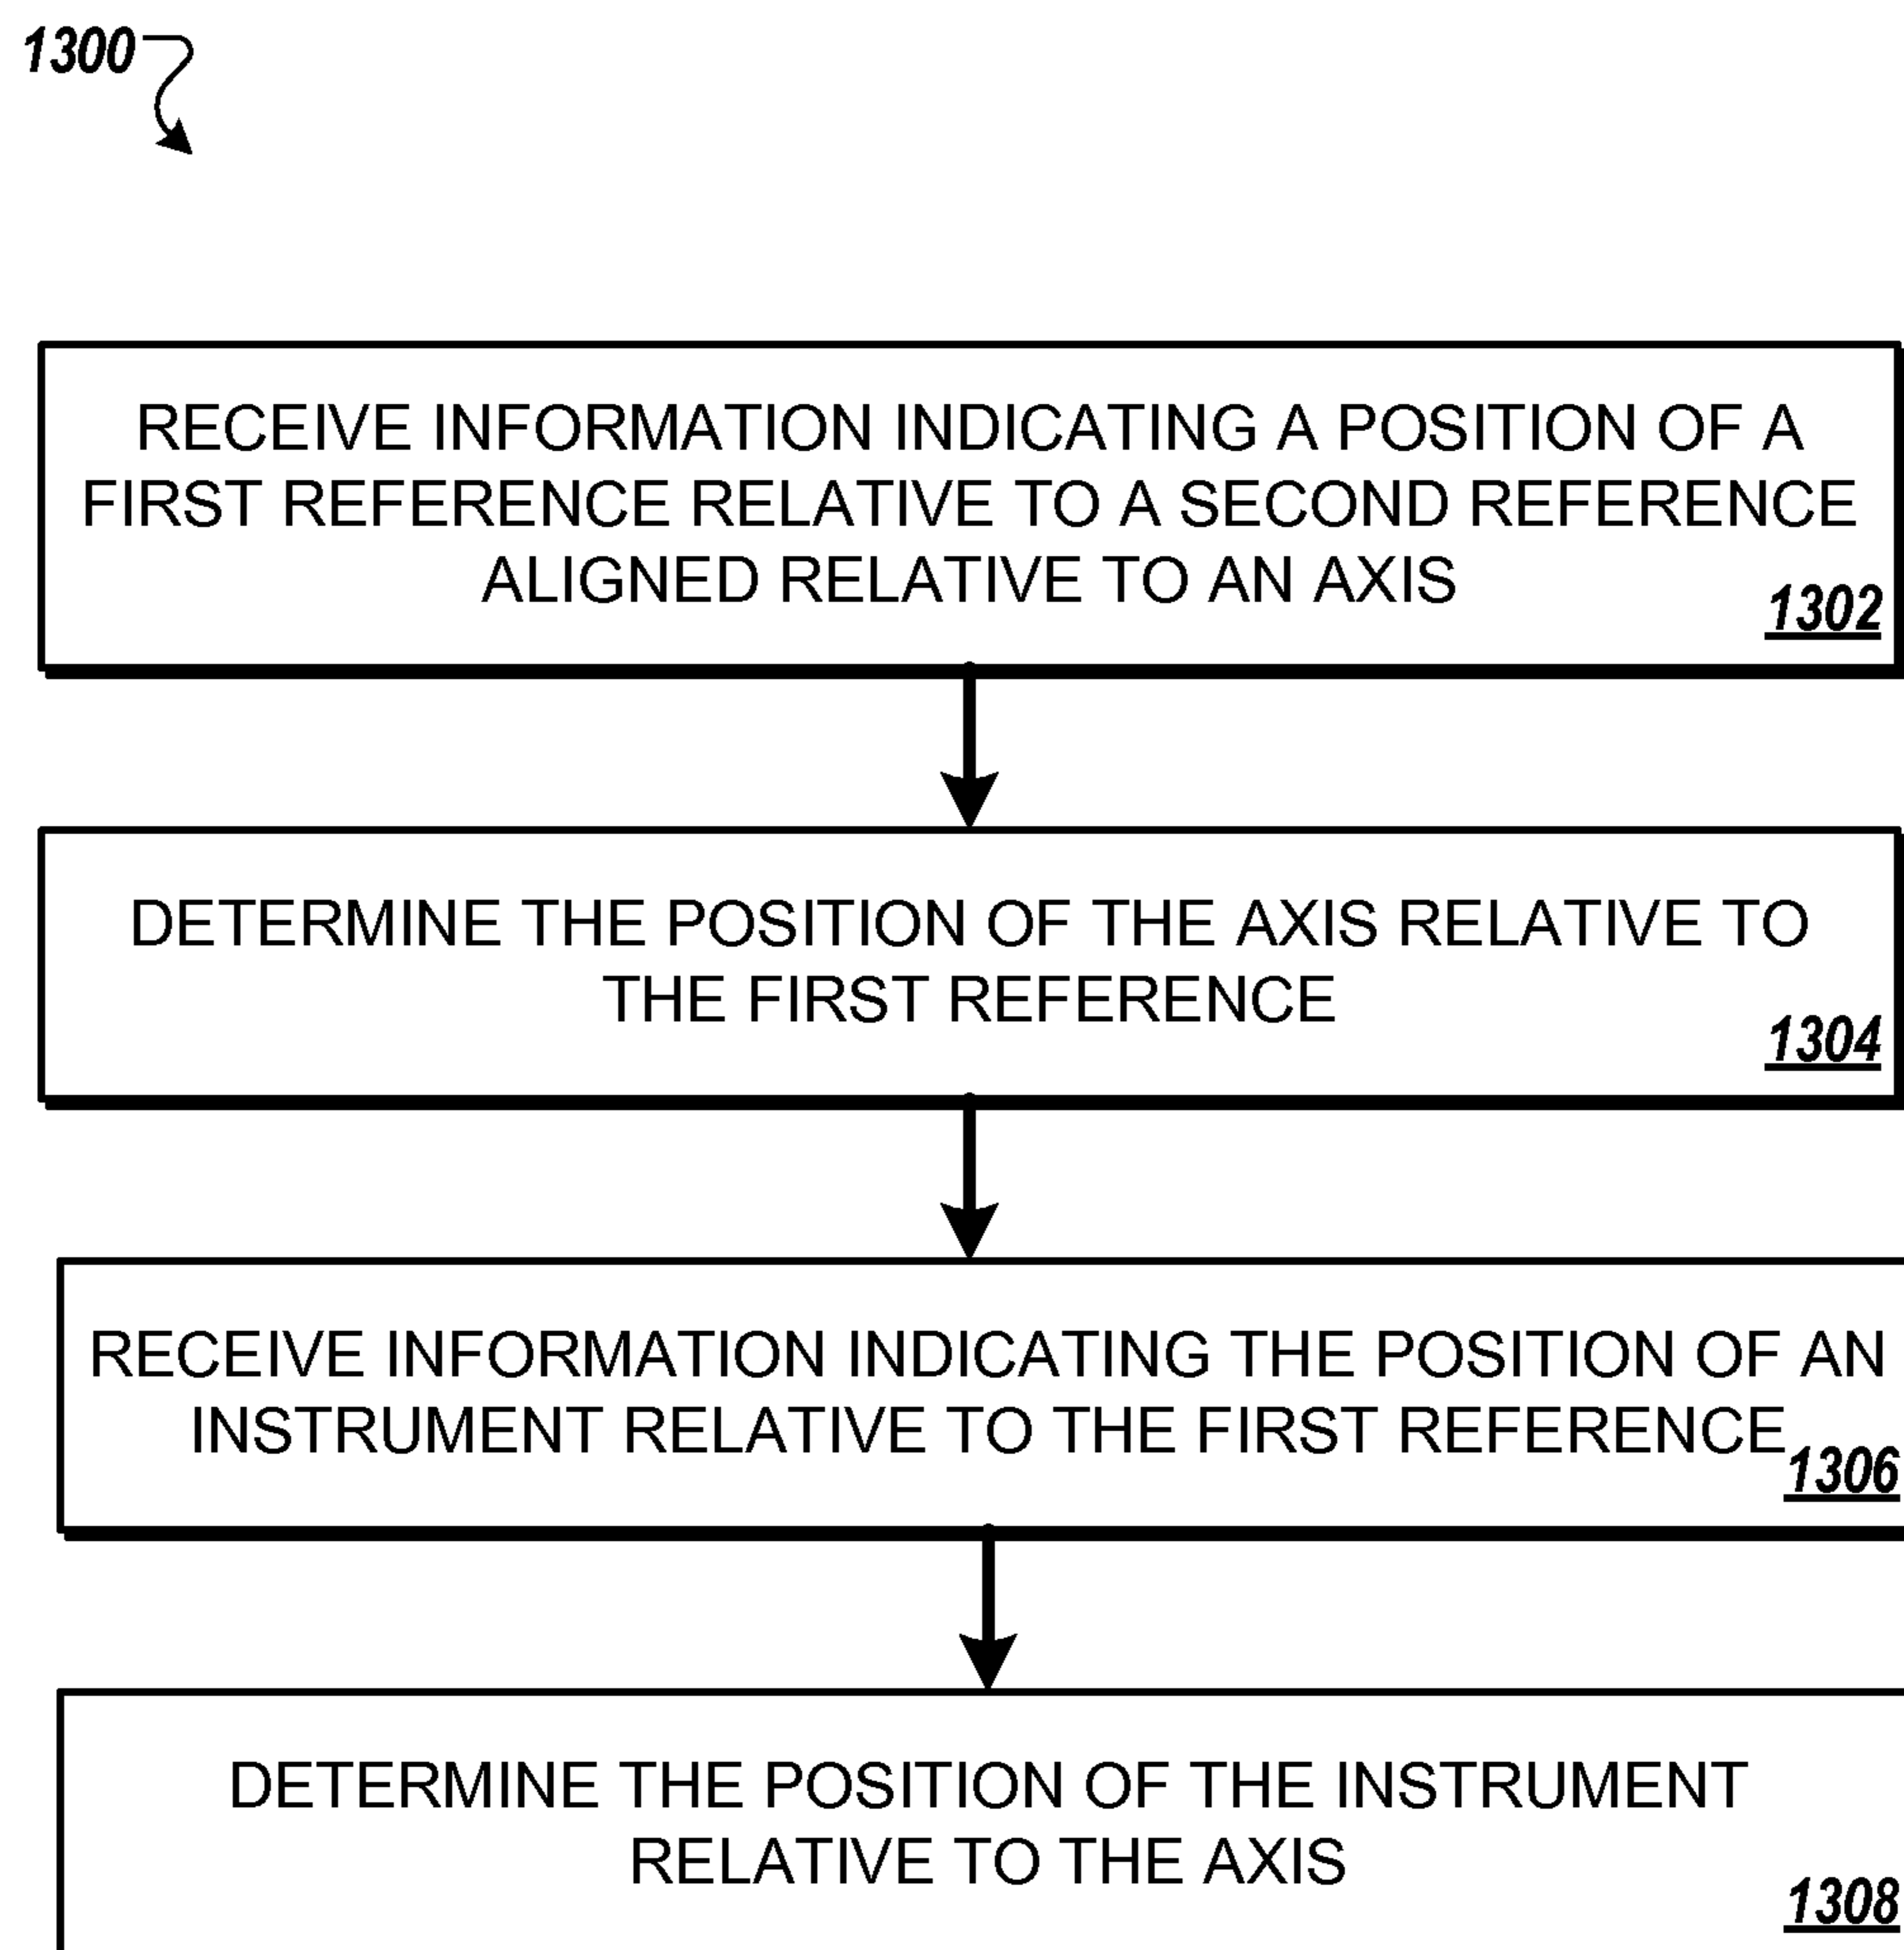 1300
RECEIVE INFORMATION INDICATING A POSITION OF A
FIRST REFERENCE RELATIVE TO A SECOND REFERENCE
ALIGNED RELATIVE TO AN AXIS
1302
DETERMINE THE POSITION OF THE AXIS RELATIVE TO
THE FIRST REFERENCE
1304
RECEIVE INFORMATION INDICATING THE POSITION OF AN
INSTRUMENT RELATIVE TO THE FIRST REFERENCE
1306
DETERMINE THE POSITION OF THE INSTRUMENT
RELATIVE TO THE AXIS
1308